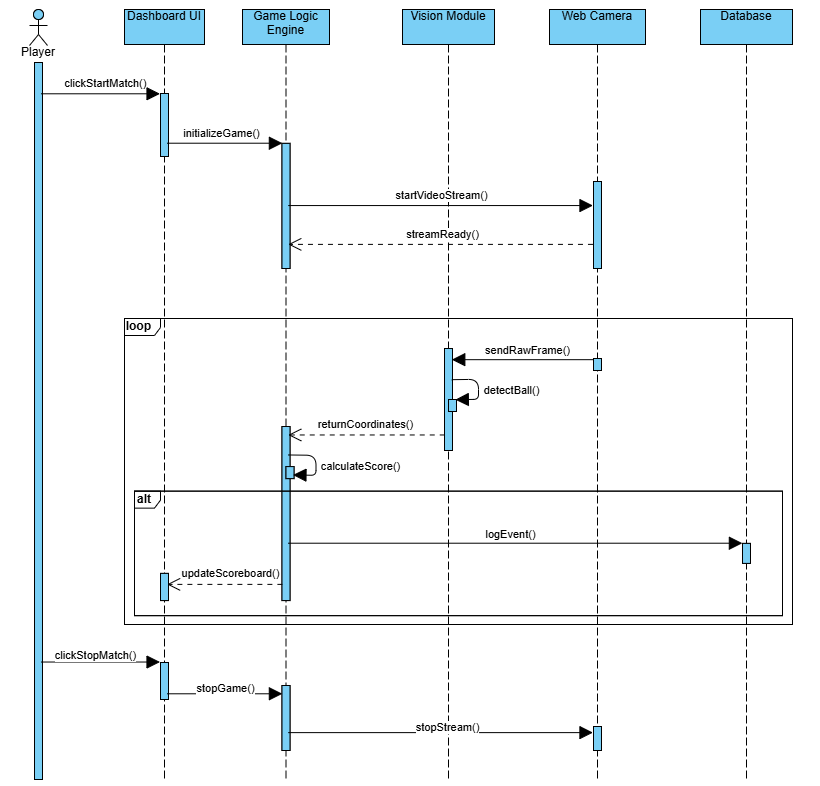 Dashboard UI
Game Logic
Engine
Vision Module
Web Camera
Database
Player
clickStartMatch()
initializeGame()
startVideoStream()
streamReady()
loop
sendRawFrame()
detectBall()
returnCoordinates()
calculateScore()
alt
logEvent()
updateScoreboard()
clickStopMatch()
stopGame()
stopStream()